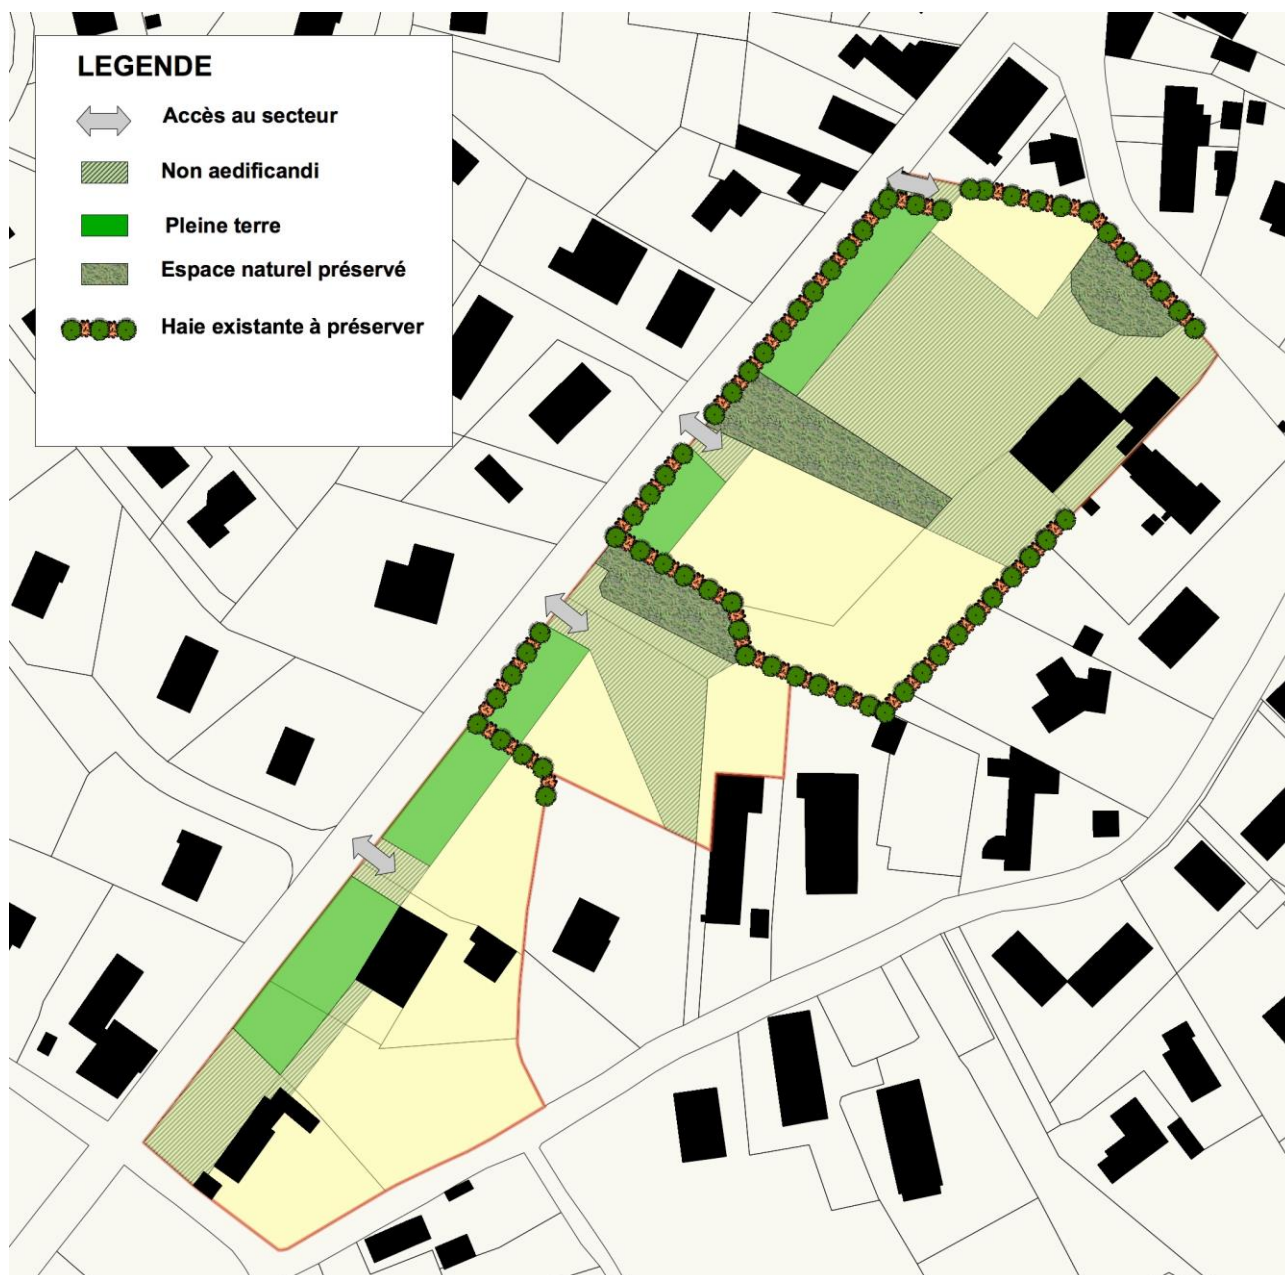 LEGENDE
Accès au secteur
Non aedificandi
Pleine terre
Espace naturel préservé
Haie existante à préserver